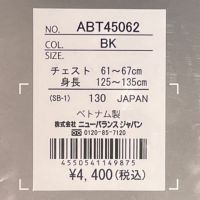 NO. ABT45062
COL. BK
SIZE.
チェスト 61～67cm
身長 125～135cm
(SB-1) 130 JAPAN
ベトナム製
株式会社 ニューバランス ジャパン
0120-85-7120
4550541149875
¥4,400(税込)